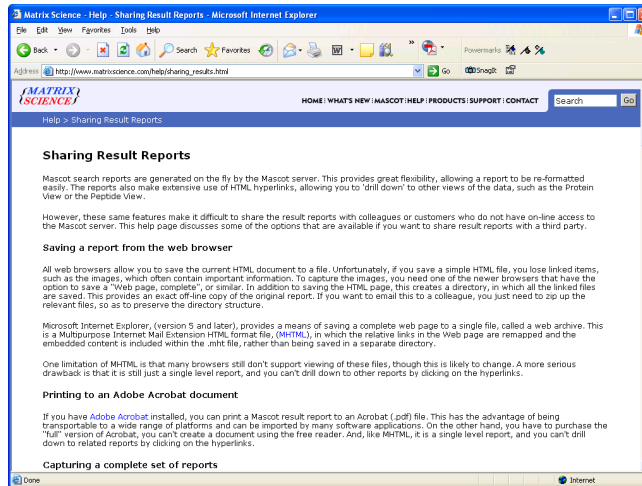 Matrix Science - Help - Sharing Result Reports - Microsoft Internet Explorer
File Edit View Favorites Tools Help
Back Search Favorites Powermarks
Address http://www.matrixscience.com/help/sharing_results.html Go SnagIt
{MATRIX}
{SCIENCE} HOME : WHAT'S NEW : MASCOT : HELP : PRODUCTS : SUPPORT : CONTACT Search Go
Help > Sharing Result Reports
Sharing Result Reports
Mascot search reports are generated on the fly by the Mascot server. This provides great flexibility, allowing a report to be re-formatted
easily. The reports also make extensive use of HTML hyperlinks, allowing you to 'drill down' to other views of the data, such as the Protein
View or the Peptide View.
However, these same features make it difficult to share the result reports with colleagues or customers who do not have on-line access to
the Mascot server. This help page discusses some of the options that are available if you want to share result reports with a third party.
Saving a report from the web browser
All web browsers allow you to save the current HTML document to a file. Unfortunately, if you save a simple HTML file, you lose linked items,
such as the images, which often contain important information. To capture the images, you need one of the newer browsers that have the
option to save a "Web page, complete", or similar. In addition to saving the HTML page, this creates a directory, in which all the linked files
are saved. This provides an exact off-line copy of the original report. If you want to email this to a colleague, you just need to zip up the
relevant files, so as to preserve the directory structure.
Microsoft Internet Explorer, (version 5 and later), provides a means of saving a complete web page to a single file, called a web archive. This
is a Multipurpose Internet Mail Extension HTML format file, (MHTML), in which the relative links in the Web page are remapped and the
embedded content is included within the .mht file, rather than being saved in a separate directory.
One limitation of MHTML is that many browsers still don't support viewing of these files, though this is likely to change. A more serious
drawback is that it is still just a single level report, and you can't drill down to other reports by clicking on the hyperlinks.
Printing to an Adobe Acrobat document
If you have Adobe Acrobat installed, you can print a Mascot result report to an Acrobat (.pdf) file. This has the advantage of being
transportable to a wide range of platforms and can be imported by many software applications. On the other hand, you have to purchase the
"full" version of Acrobat, you can't create a document using the free reader. And, like MHTML, it is a single level report, and you can't drill
down to related reports by clicking on the hyperlinks.
Capturing a complete set of reports
Done Internet